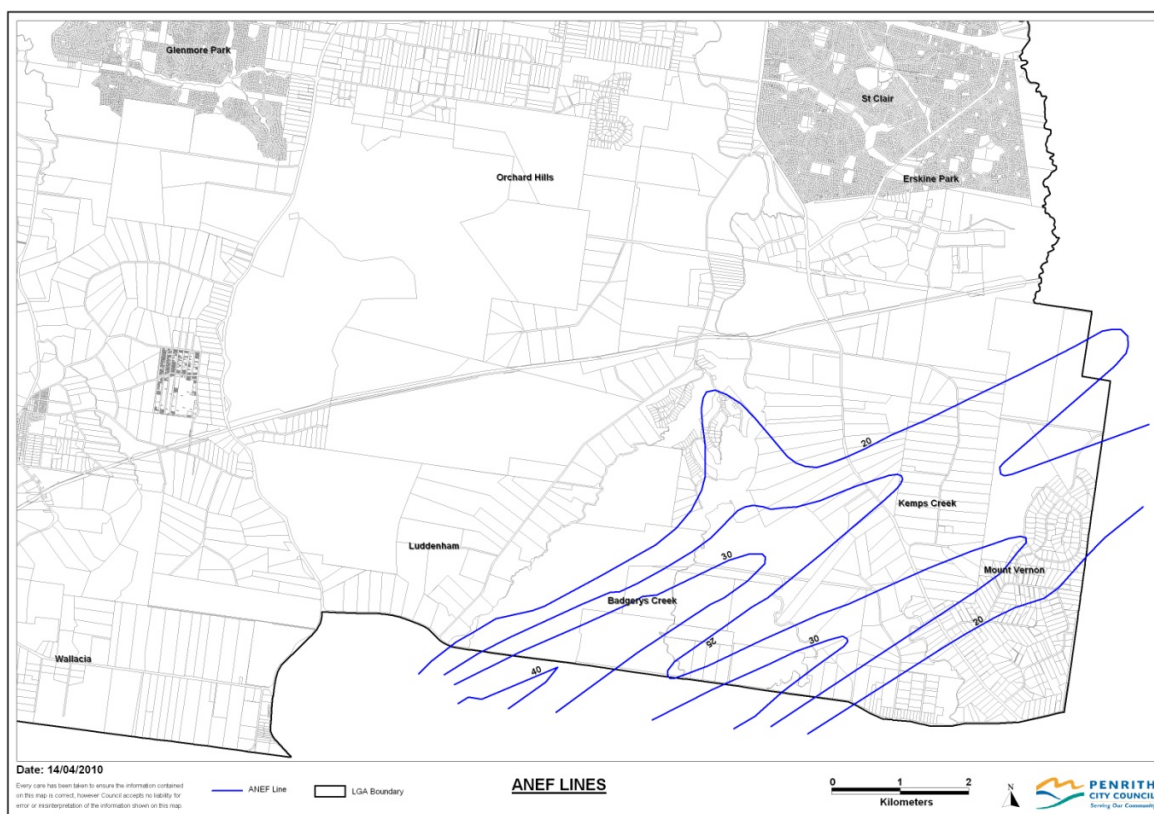 Glenmore Park
St Clair
Orchard Hills
Erskine Park
20
Kemps Creek
Luddenham
30
Mount Vernon
Badgerys Creek
20
25
30
Wallacia
40
Date: 14/04/2010
Every care has been taken to ensure the information contained
on this map is correct, however Council accepts no liability for
error or misinterpretation of the information shown on this map.
ANEF Line
LGA Boundary
ANEF LINES
0 1 2
Kilometers
N
PENRITH
CITY COUNCIL
Serving Our Community